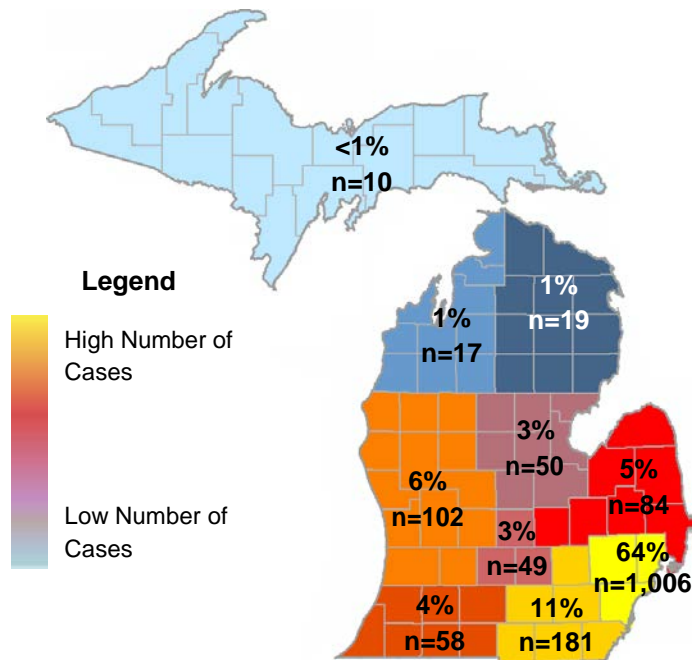 <1%
n=10
Legend
High Number of
Cases
Low Number of
Cases
1%
n=19
1%
n=17
3%
n=50
5%
n=84
6%
n=102
3%
n=49
64%
n=1,006
4%
n=58
11%
n=181